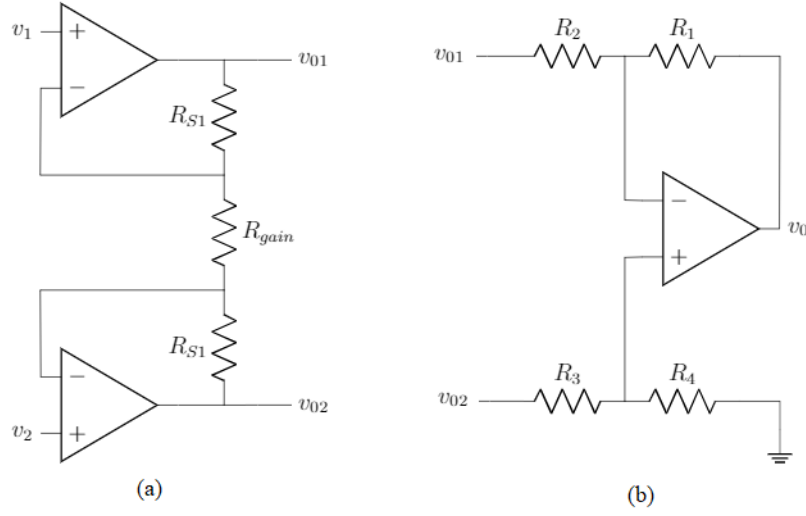 v1
+
−
v01
RS1
Rgain
RS1
−
+
v2
v02
(a)
v01
R2
R1
−
+
v0
v02
R3
R4
(b)